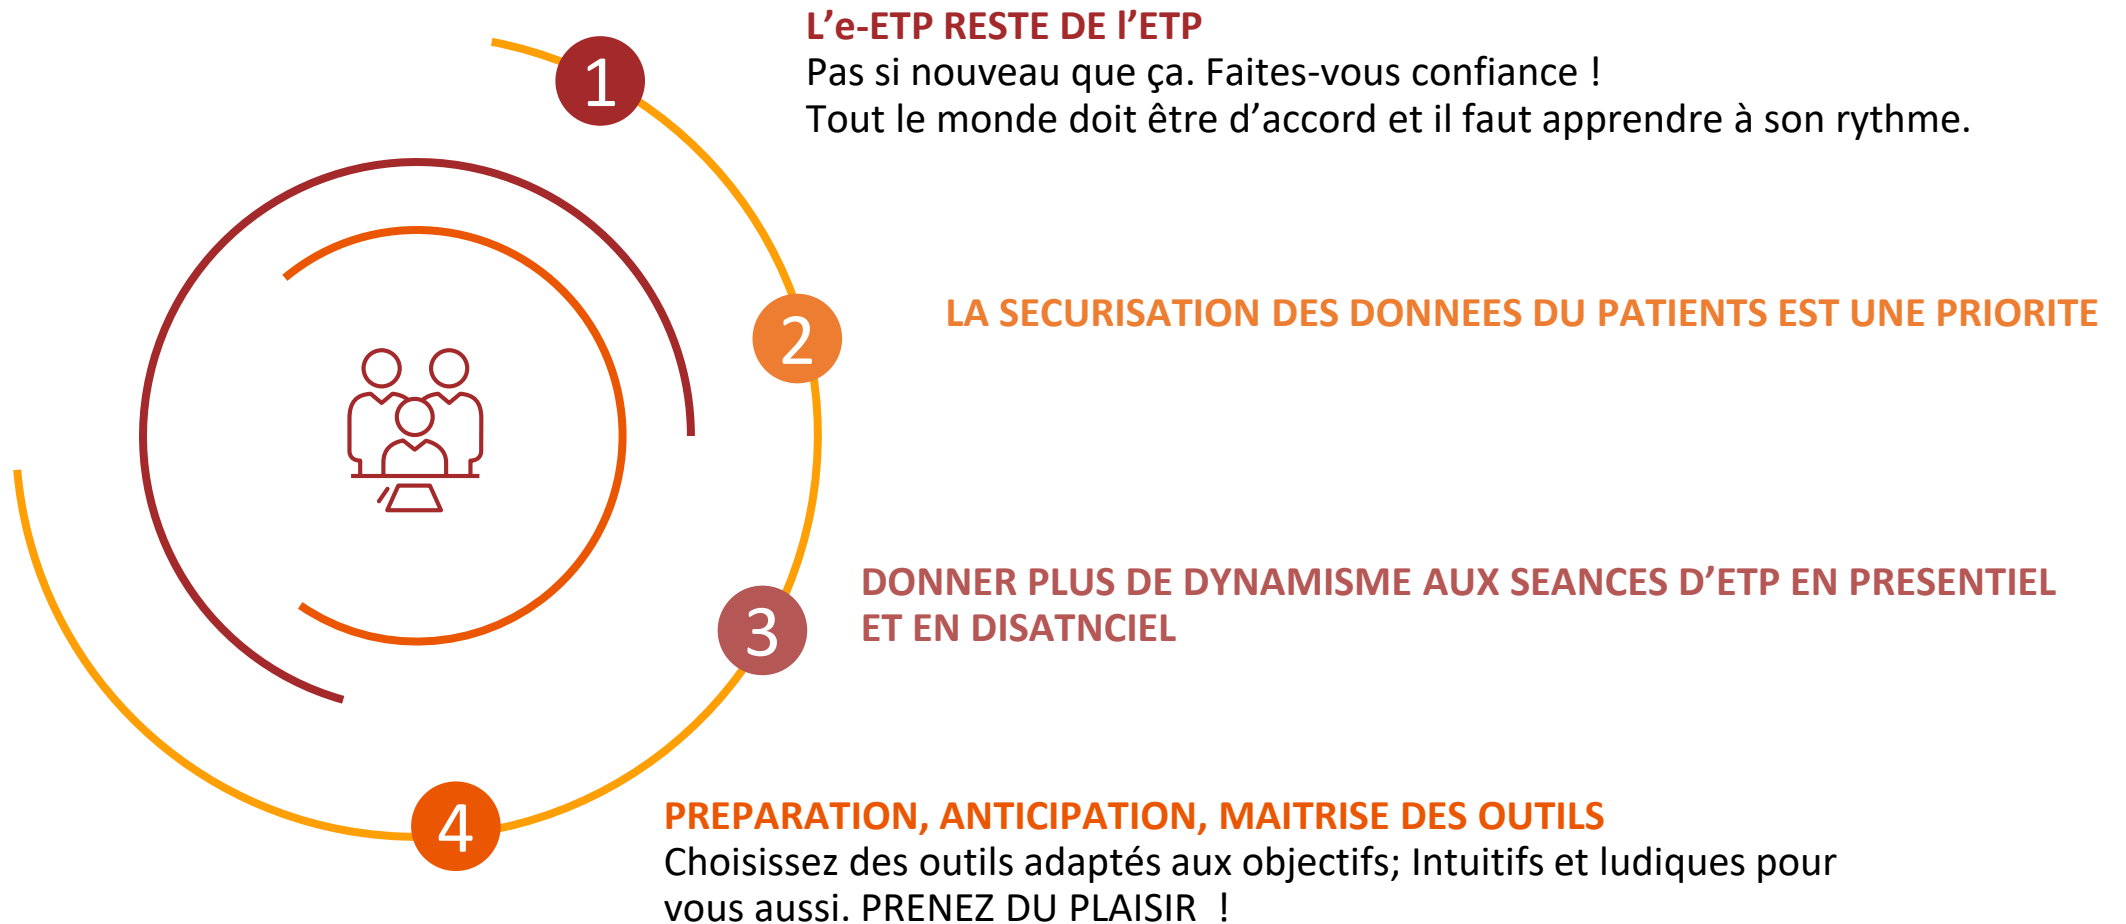 1
L’e-ETP RESTE DE l’ETP
Pas si nouveau que ça. Faites-vous confiance !
Tout le monde doit être d’accord et il faut apprendre à son rythme.
2
LA SECURISATION DES DONNEES DU PATIENTS EST UNE PRIORITE
3
DONNER PLUS DE DYNAMISME AUX SEANCES D’ETP EN PRESENTIEL
ET EN DISATNCIEL
4
PREPARATION, ANTICIPATION, MAITRISE DES OUTILS
Choisissez des outils adaptés aux objectifs; Intuitifs et ludiques pour
vous aussi. PRENEZ DU PLAISIR  !